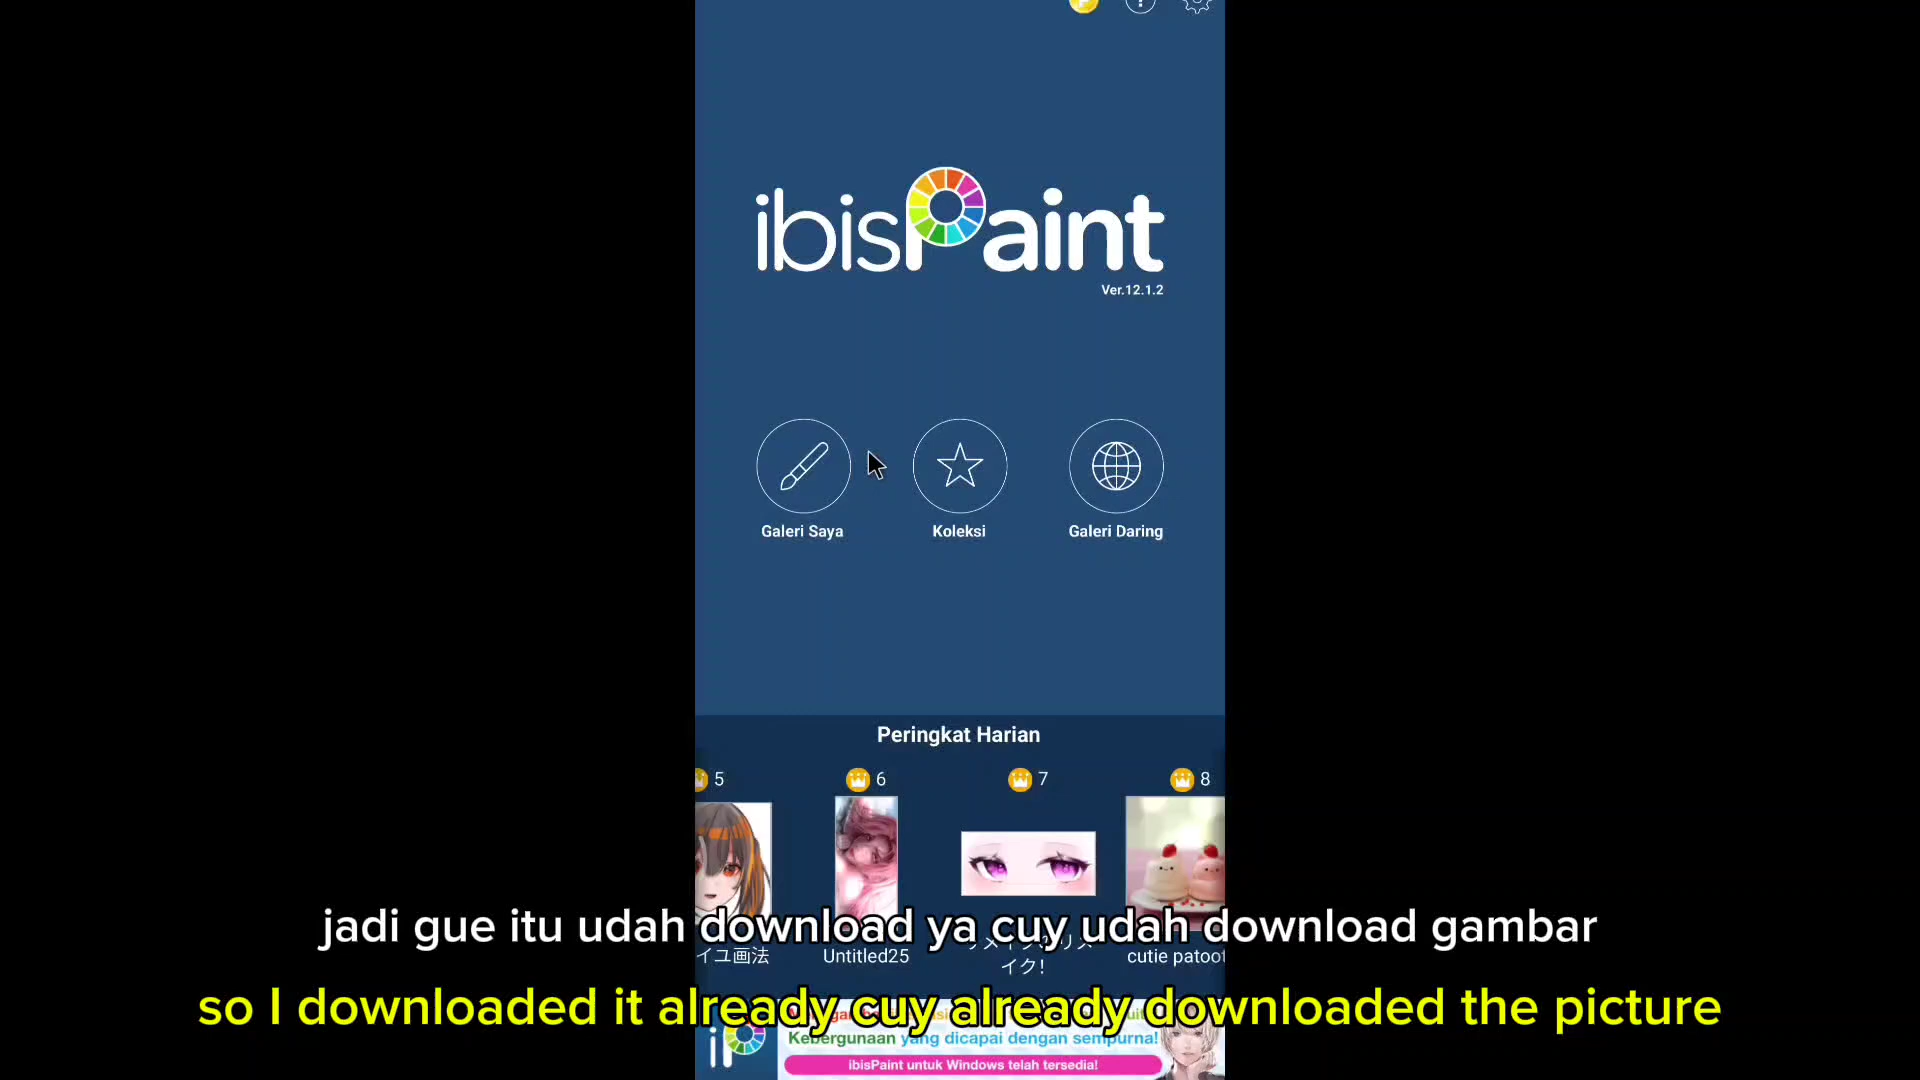 ibisPaint
Ver.12.1.2
Galeri Saya
Koleksi
Galeri Daring
Peringkat Harian
5
6
7
8
jadi gue itu udah download ya cuy udah download gambar
イユ画法
Untitled25
イク!
cutie patoot
so I downloaded it already cuy already downloaded the picture
Kebergunaan yang dicapai dengan sempurna!
ibisPaint untuk Windows telah tersedia!